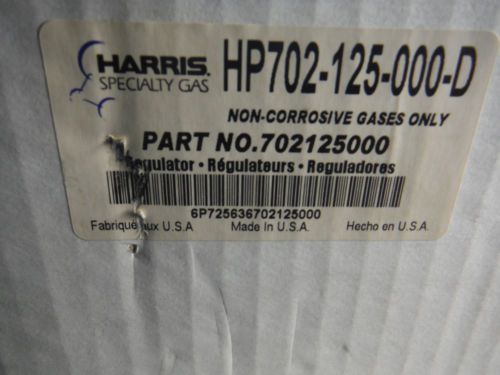 HARRIS. HP702-125-000-D
SPECIALTY GAS
NON-CORROSIVE GASES ONLY
PART NO.702125000
Regulator • Régulateurs • Reguladores
6P725636702125000
Fabriqué aux U.S.A Made In U.S.A. Hecho en U.S.A.